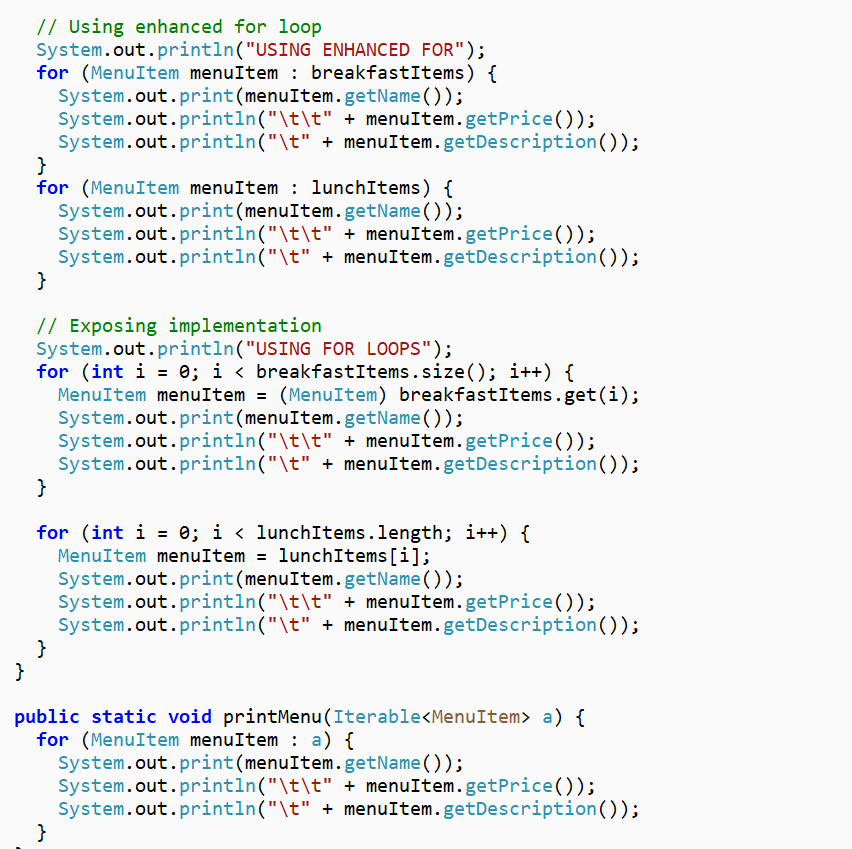 // Using enhanced for loop
System.out.println("USING ENHANCED FOR");
for (MenuItem menuItem : breakfastItems) {
System.out.print(menuItem.getName());
System.out.println("\t\t" + menuItem.getPrice());
System.out.println("\t" + menuItem.getDescription());
}
for (MenuItem menuItem : lunchItems) {
System.out.print(menuItem.getName());
System.out.println("\t\t" + menuItem.getPrice());
System.out.println("\t" + menuItem.getDescription());
}
// Exposing implementation
System.out.println("USING FOR LOOPS");
for (int i = 0; i < breakfastItems.size(); i++) {
MenuItem menuItem = (MenuItem) breakfastItems.get(i);
System.out.print(menuItem.getName());
System.out.println("\t\t" + menuItem.getPrice());
System.out.println("\t" + menuItem.getDescription());
}
for (int i = 0; i < lunchItems.length; i++) {
MenuItem menuItem = lunchItems[i];
System.out.print(menuItem.getName());
System.out.println("\t\t" + menuItem.getPrice());
System.out.println("\t" + menuItem.getDescription());
}
}
public static void printMenu(Iterable<MenuItem> a) {
for (MenuItem menuItem : a) {
System.out.print(menuItem.getName());
System.out.println("\t\t" + menuItem.getPrice());
System.out.println("\t" + menuItem.getDescription());
}